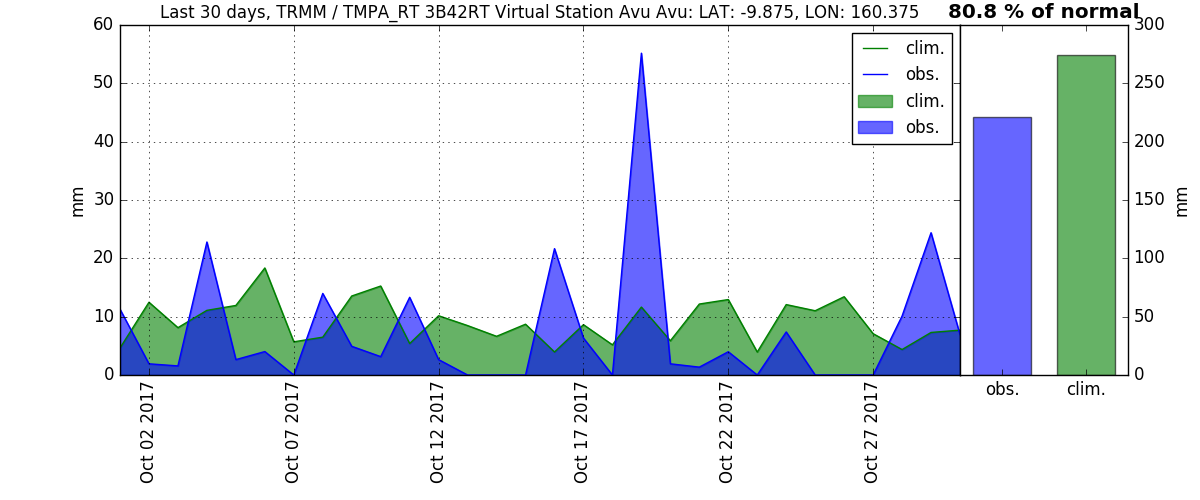 Last 30 days, TRMM / TMPA_RT 3B42RT Virtual Station Avu Avu: LAT: -9.875, LON: 160.375
80.8 % of normal
60
50
40
30
20
10
0
mm
clim.
obs.
clim.
obs.
300
250
200
150
100
50
0
mm
Oct 02 2017
Oct 07 2017
Oct 12 2017
Oct 17 2017
Oct 22 2017
Oct 27 2017
obs.
clim.